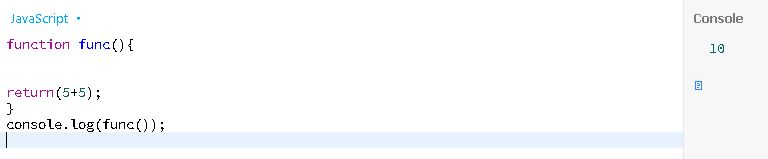 JavaScript
Console
function func(){
10
return(5+5);
}
console.log(func());